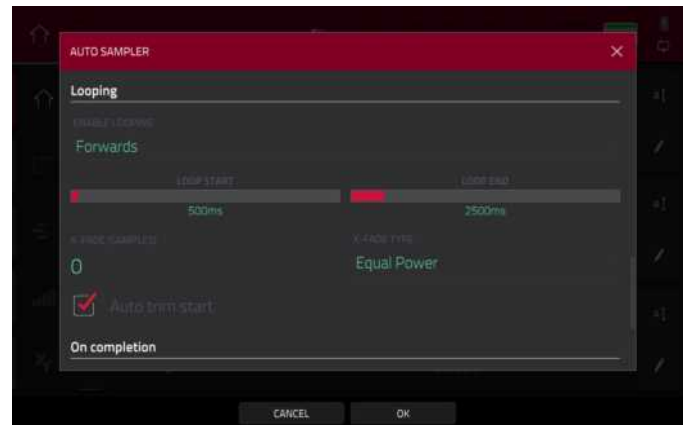 AUTO SAMPLER
Looping
ENABLE LOOPING
Forwards
LOOP START
LOOP END
500ms
2500ms
X-FADE (SAMPLES)
X-FADE TYPE
0
Equal Power
Auto trim start
On completion
CANCEL
OK